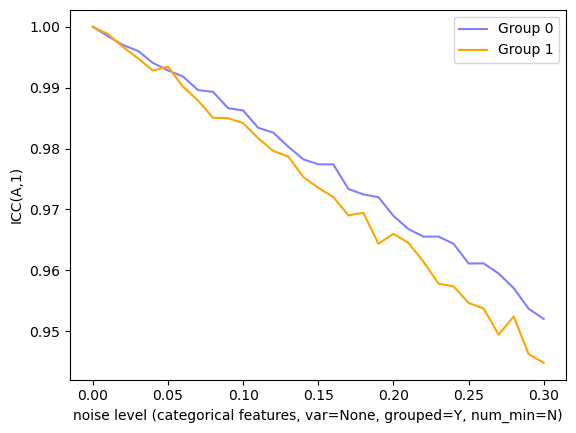 1.00
0.99
0.98
0.97
0.96
0.95
ICC(A,1)
Group 0
Group 1
0.00 0.05 0.10 0.15 0.20 0.25 0.30
noise level (categorical features, var=None, grouped=Y, num_min=N)